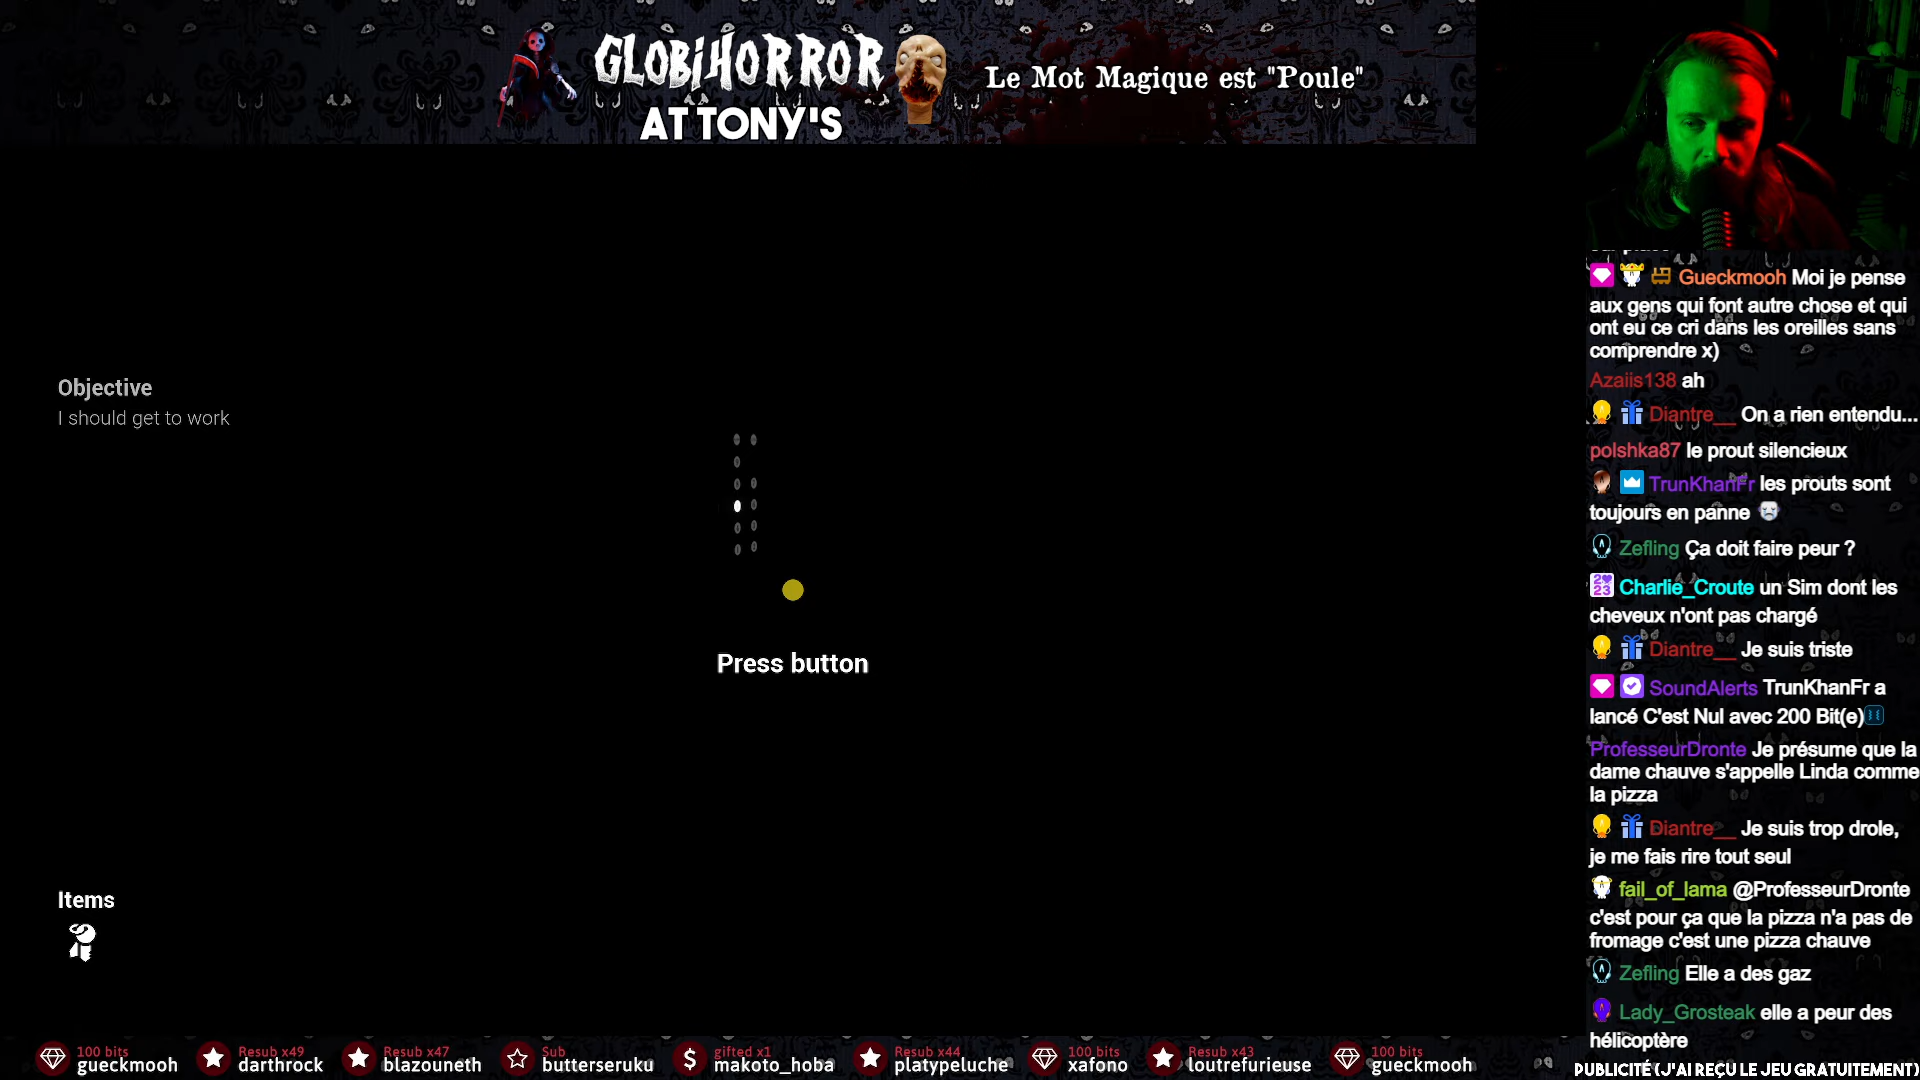 GLOBIHORROR
AT TONY'S
Le Mot Magique est "Poule"
Objective
I should get to work
Press button
Items
Gueckmooh Moi je pense
aux gens qui font autre chose et qui
ont eu ce cri dans les oreilles sans
comprendre x)
Azaiis138 ah
Diantre__ On a rien entendu...
polshka87 le prout silencieux
TrunKhanFr les prouts sont
toujours en panne
Zefling Ça doit faire peur ?
2023 Charlie_Croute un Sim dont les
cheveux n'ont pas chargé
Diantre__ Je suis triste
SoundAlerts TrunKhanFr a
lancé C'est Nul avec 200 Bit(e)
ProfesseurDronte Je présume que la
dame chauve s'appelle Linda comme
la pizza
Diantre__ Je suis trop drole,
je me fais rire tout seul
fail_of_lama @ProfesseurDronte
c'est pour ça que la pizza n'a pas de
fromage c'est une pizza chauve
Zefling Elle a des gaz
Lady_Grosteak elle a peur des
hélicoptère
100 bits
gueckmooh
Resub x49
darthrock
Resub x47
blazouneth
Sub
butterseruku
gifted x1
makoto_hoba
Resub x44
platypeluche
100 bits
xafono
Resub x43
loutrefurieuse
100 bits
gueckmooh
PUBLICITÉ (J'AI REÇU LE JEU GRATUITEMENT)